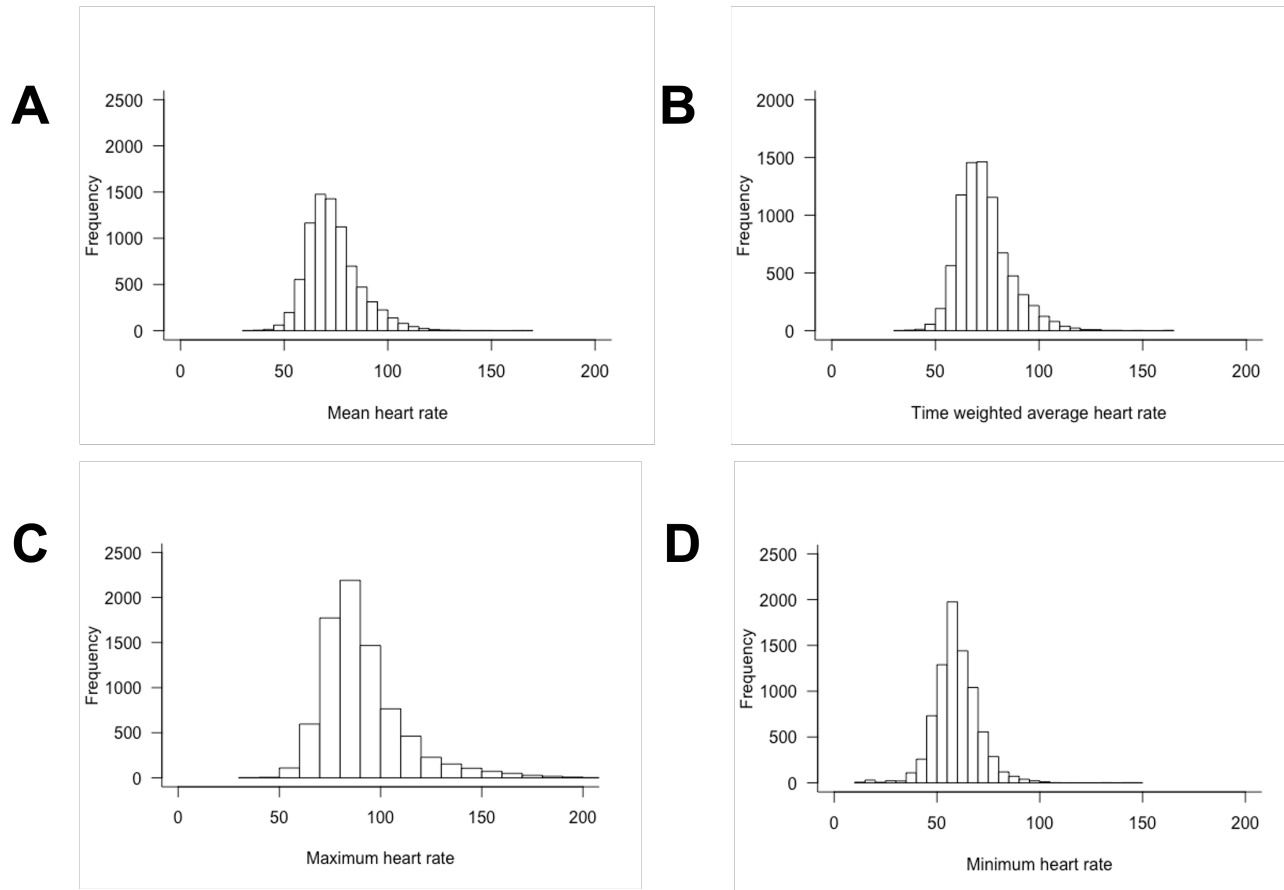 A
2500
2000
1500
1000
500
0
Frequency
0 50 100 150 200
Mean heart rate
B
2000
1500
1000
500
0
Frequency
0 50 100 150 200
Time weighted average heart rate
C
2500
2000
1500
1000
500
0
Frequency
0 50 100 150 200
Maximum heart rate
D
2500
2000
1500
1000
500
0
Frequency
0 50 100 150 200
Minimum heart rate